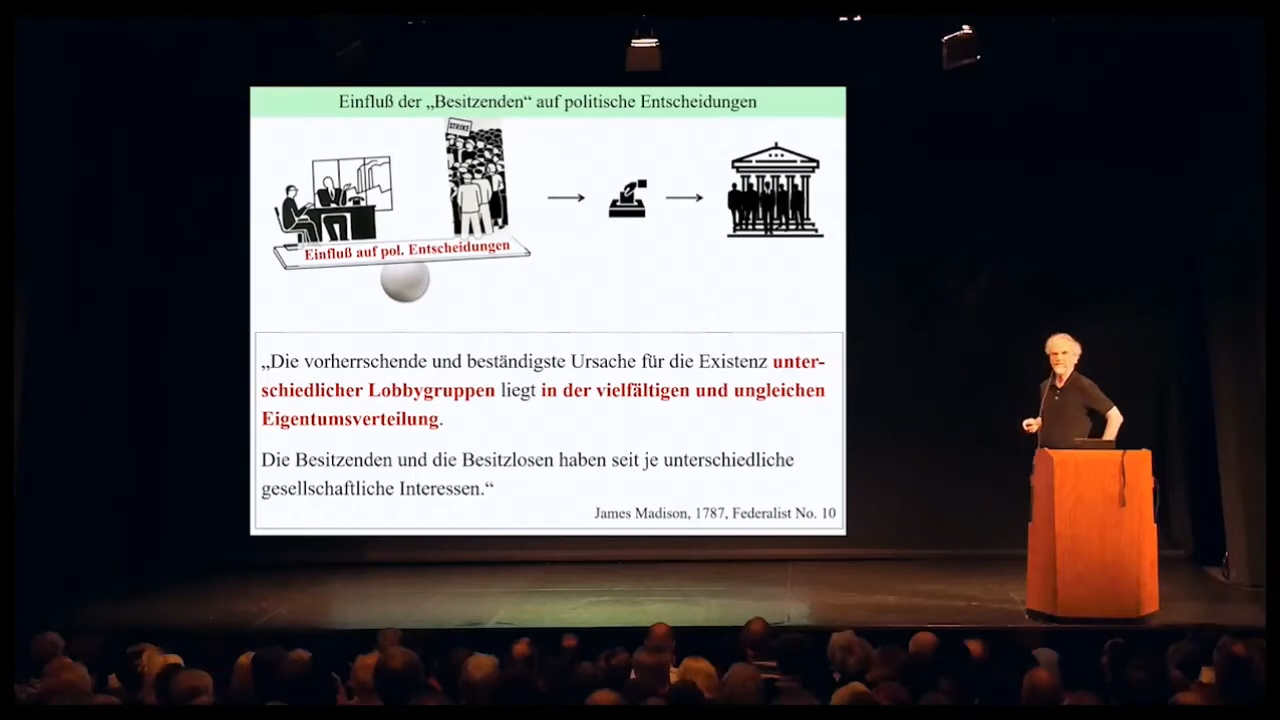 Einfluß der „Besitzenden“ auf politische Entscheidungen
STRIKE
Einfluß auf pol. Entscheidungen
„Die vorherrschende und beständigste Ursache für die Existenz unter-
schiedlicher Lobbygruppen liegt in der vielfältigen und ungleichen
Eigentumsverteilung.
Die Besitzenden und die Besitzlosen haben seit je unterschiedliche
gesellschaftliche Interessen.“
James Madison, 1787, Federalist No. 10